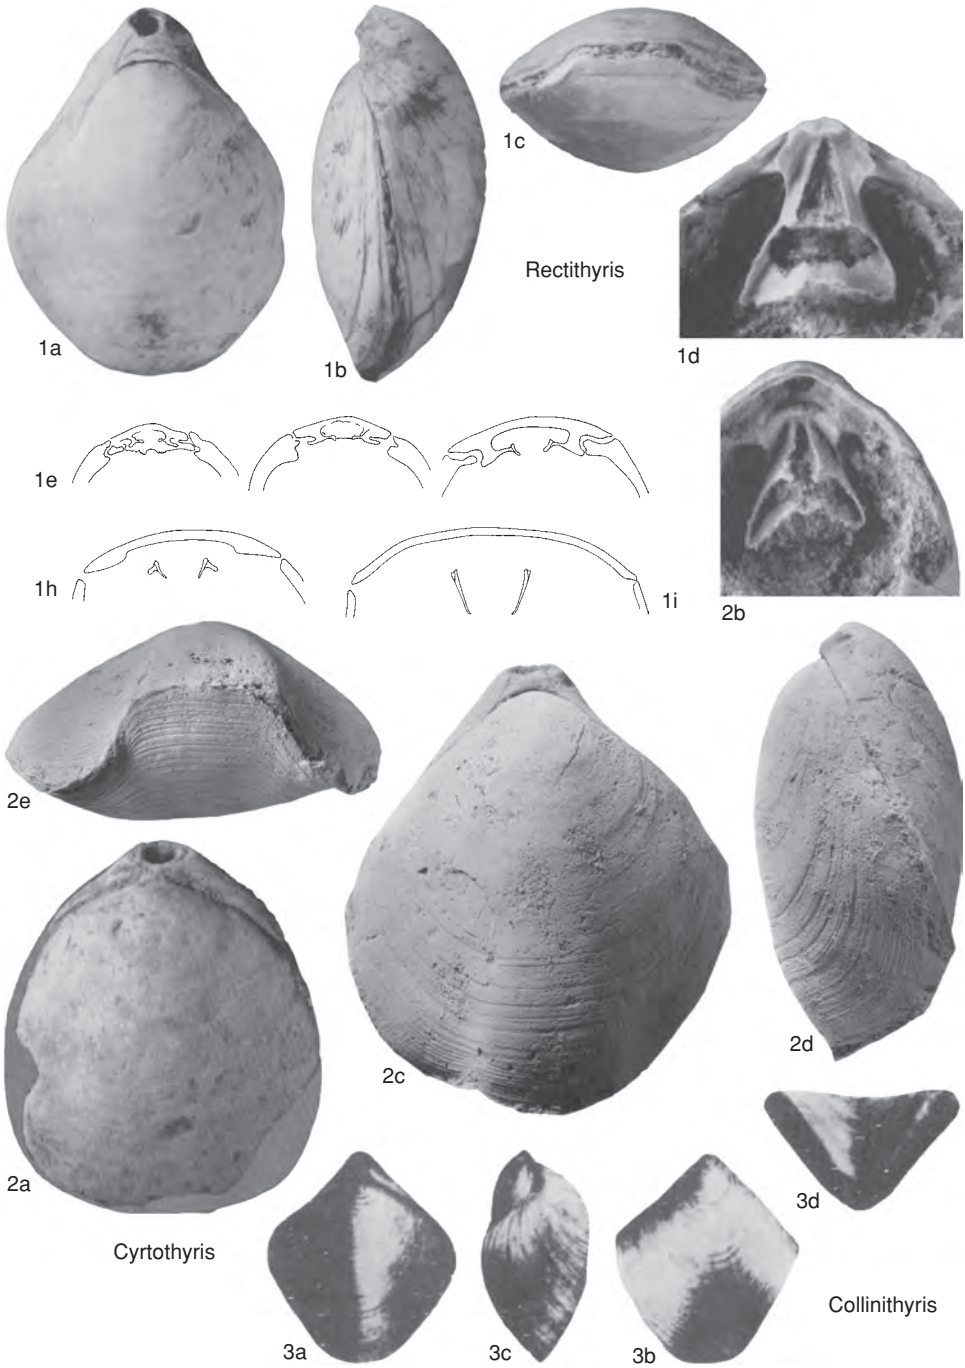 1a
1b
1c
Rectithyris
1d
1e
1h
1i
2b
2e
2c
2d
2a
3d
Cyrtothyris
3a
3c
3b
Collinithyris